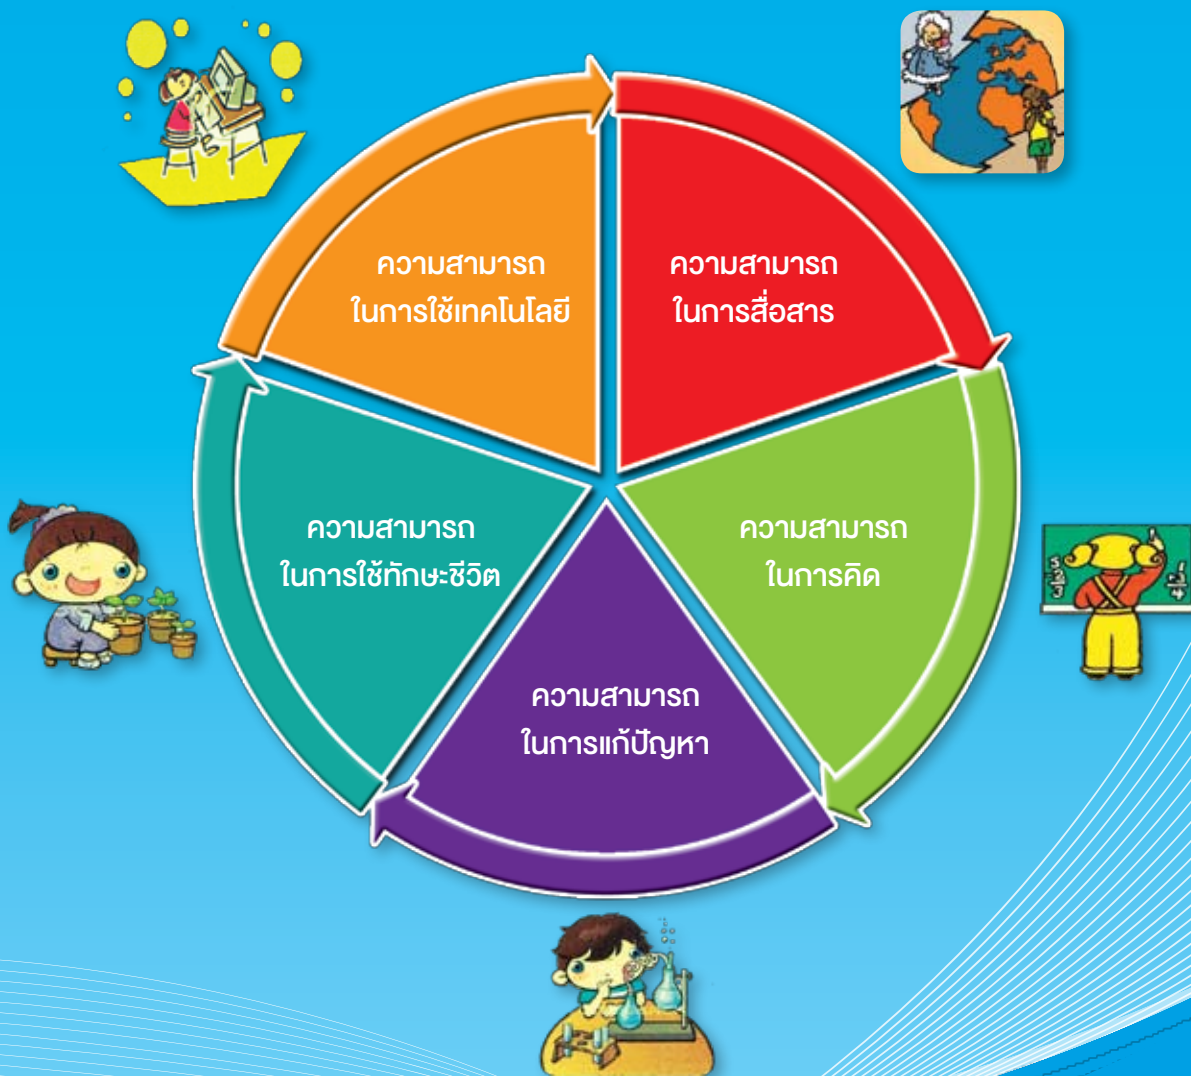 ความสามารถ
ในการใช้เทคโนโลยี
ความสามารถ
ในการสื่อสาร
ความสามารถ
ในการใช้ทักษะชีวิต
ความสามารถ
ในการคิด
ความสามารถ
ในการแก้ปัญหา